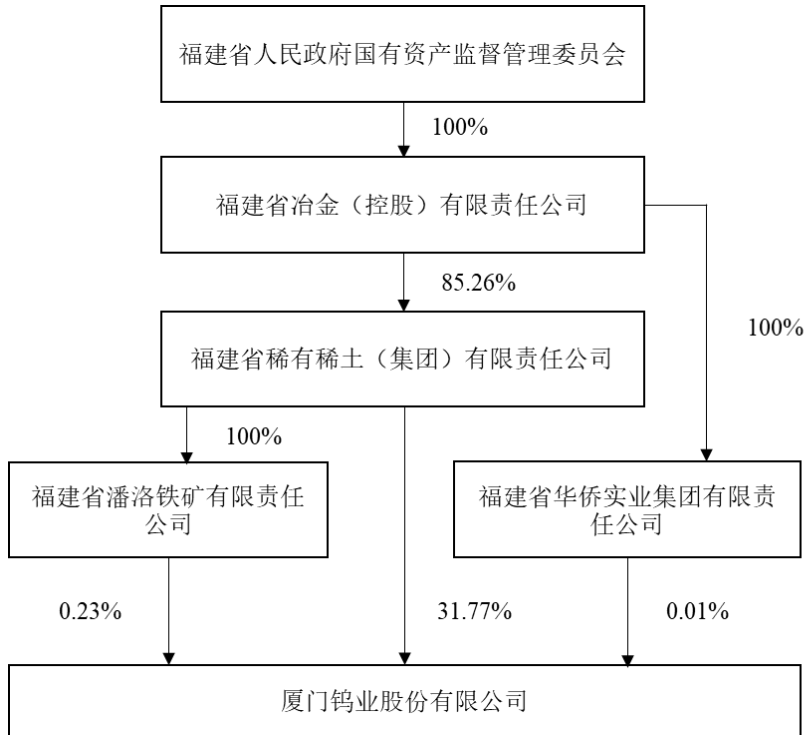 福建省人民政府国有资产监督管理委员会
100%
福建省冶金（控股）有限责任公司
85.26%
100%
福建省稀有稀土（集团）有限责任公司
100%
福建省潘洛铁矿有限责任
公司
福建省华侨实业集团有限责
任公司
0.23%
31.77%
0.01%
厦门钨业股份有限公司